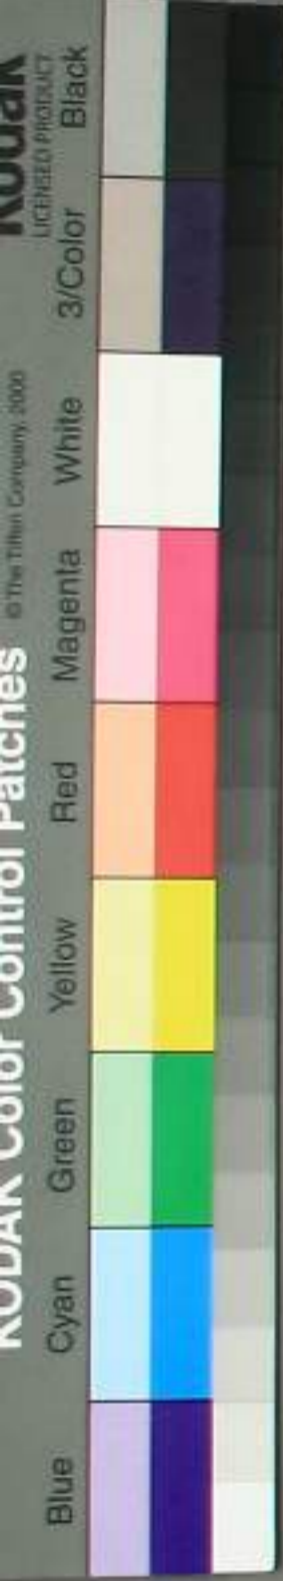 KODAK Color Control Patches
© The Tiffen Company, 2000
Kodak
LICENSED PRODUCT
Blue
Cyan
Green
Yellow
Red
Magenta
White
3/Color
Black